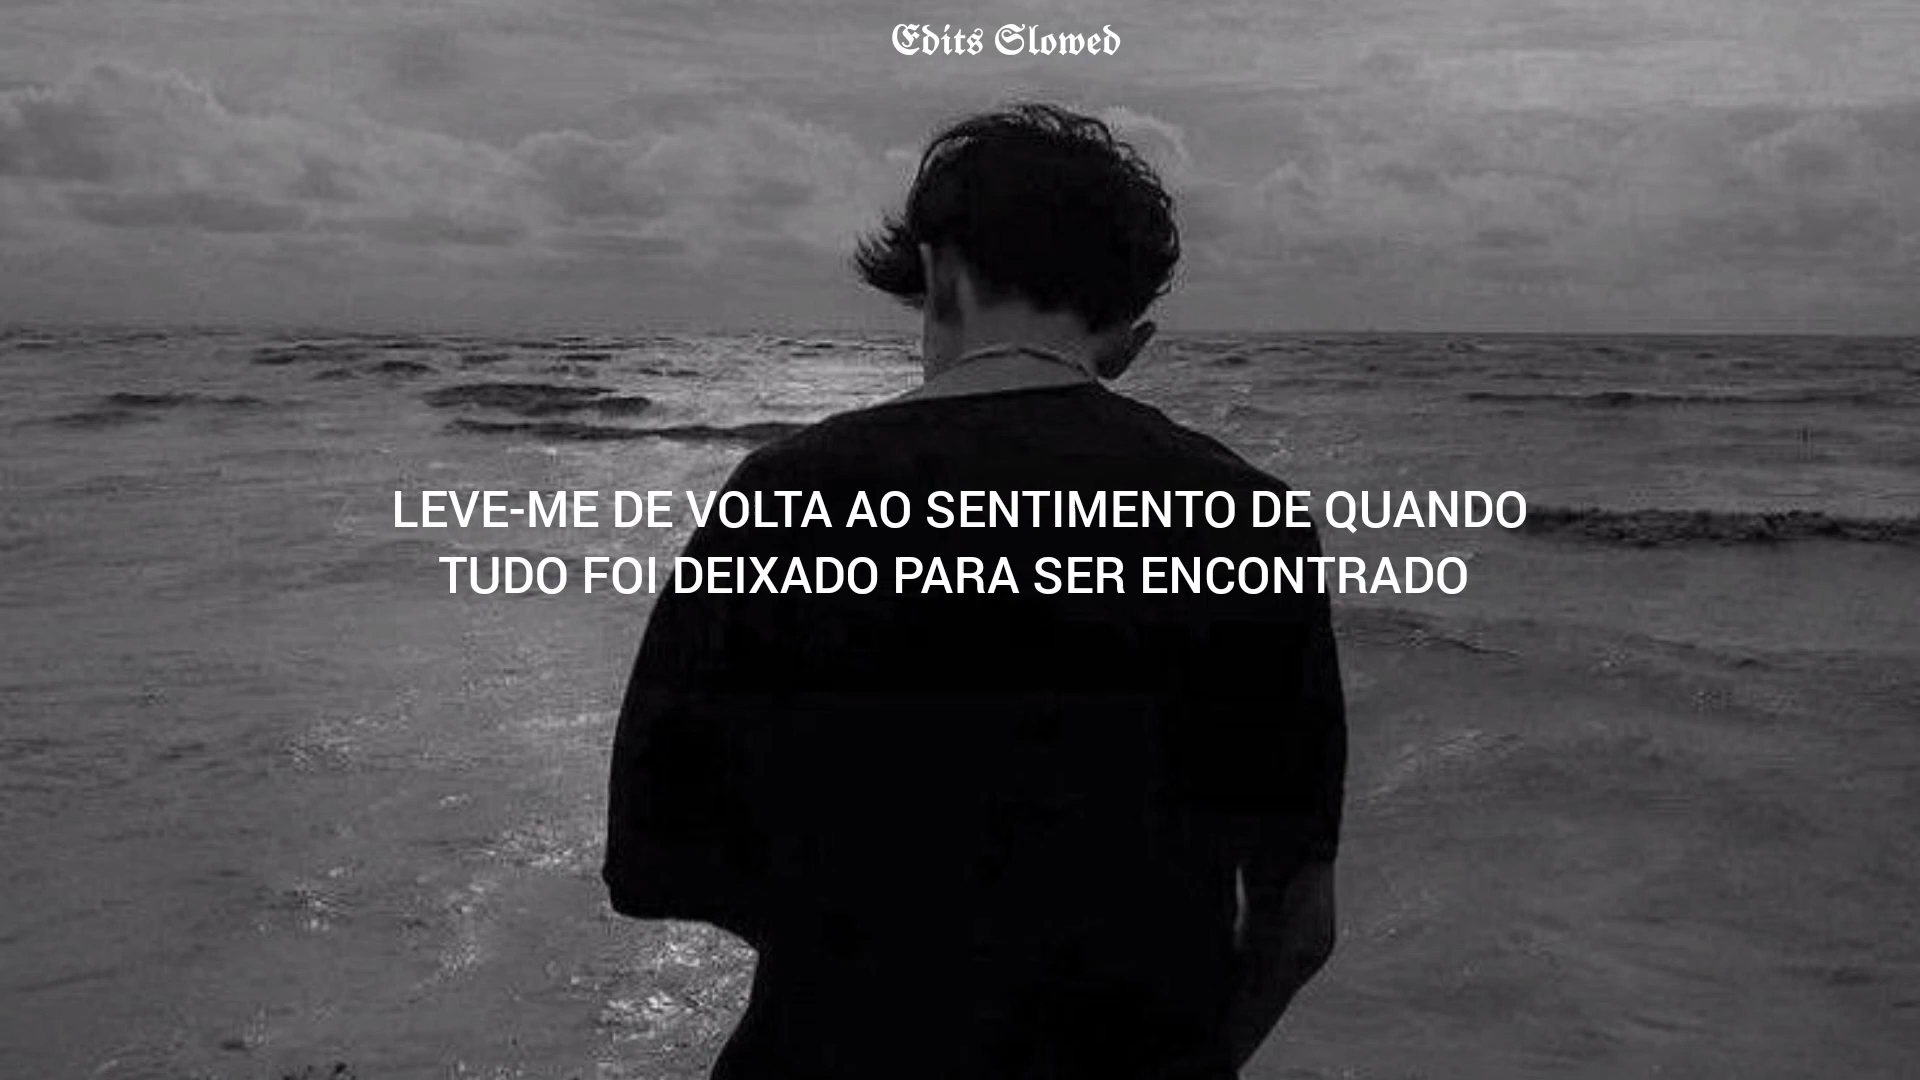 Edits Slowed
LEVE-ME DE VOLTA AO SENTIMENTO DE QUANDO
TUDO FOI DEIXADO PARA SER ENCONTRADO